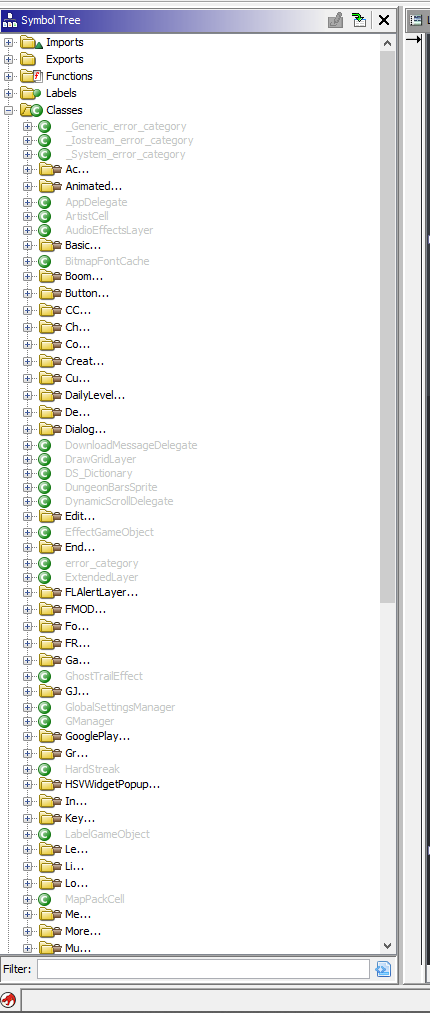 Symbol Tree
Imports
Exports
Functions
Labels
Classes
_Generic_error_category
_Iostream_error_category
_System_error_category
Ac...
Animated...
AppDelegate
ArtistCell
AudioEffectsLayer
Basic...
BitmapFontCache
Boom...
Button...
CC...
Ch...
Co...
Creat...
Cu...
DailyLevel...
De...
Dialog...
DownloadMessageDelegate
DrawGridLayer
DS_Dictionary
DungeonBarsSprite
DynamicScrollDelegate
Edit...
EffectGameObject
End...
error_category
ExtendedLayer
FLAlertLayer...
FMOD...
Fo...
FR...
Ga...
GhostTrailEffect
GJ...
GlobalSettingsManager
GManager
GooglePlay...
Gr...
HardStreak
HSVWidgetPopup...
In...
Key...
LabelGameObject
Le...
Li...
Lo...
MapPackCell
Me...
More...
Mu...
Filter: